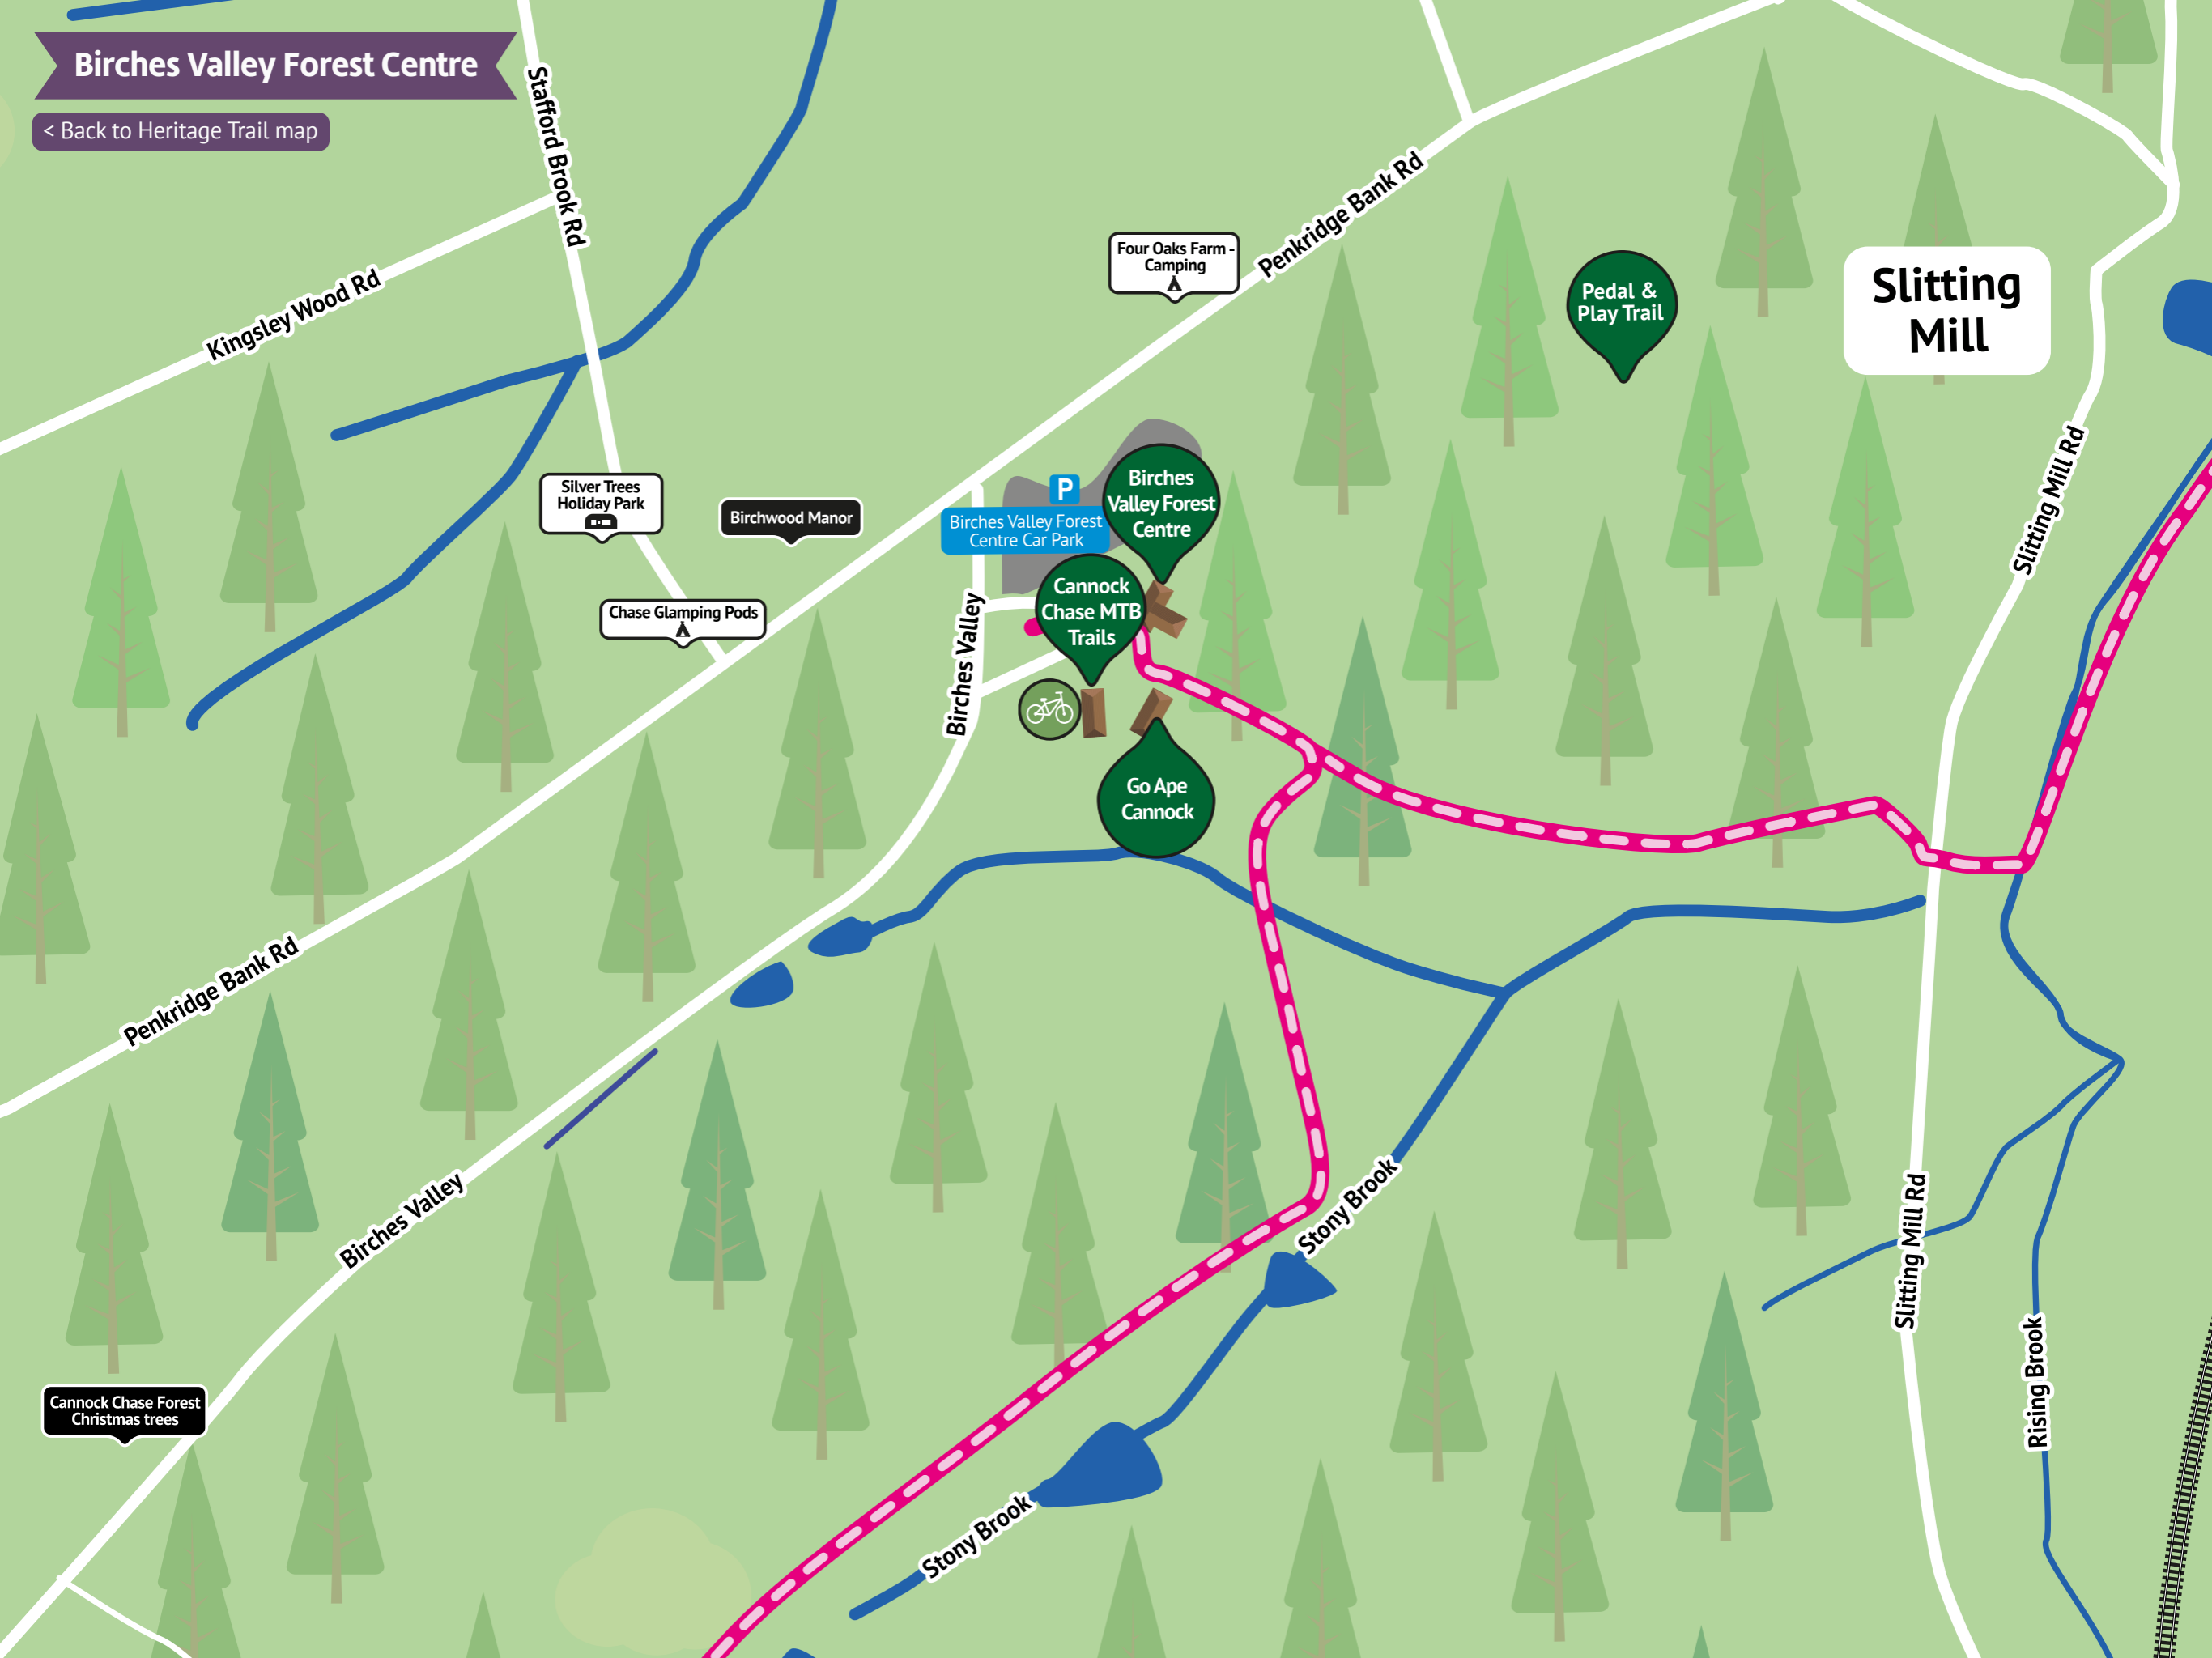 Birches Valley Forest Centre
< Back to Heritage Trail map
Stafford Brook Rd
Kingsley Wood Rd
Penkridge Bank Rd
Four Oaks Farm -
Camping
Pedal &
Play Trail
Slitting
Mill
Slitting Mill Rd
Silver Trees
Holiday Park
Birchwood Manor
P
Birches Valley Forest
Centre Car Park
Birches
Valley Forest
Centre
Cannock
Chase MTB
Trails
Chase Glamping Pods
Birches Valley
Go Ape
Cannock
Penkridge Bank Rd
Birches Valley
Stony Brook
Slitting Mill Rd
Rising Brook
Cannock Chase Forest
Christmas trees
Stony Brook